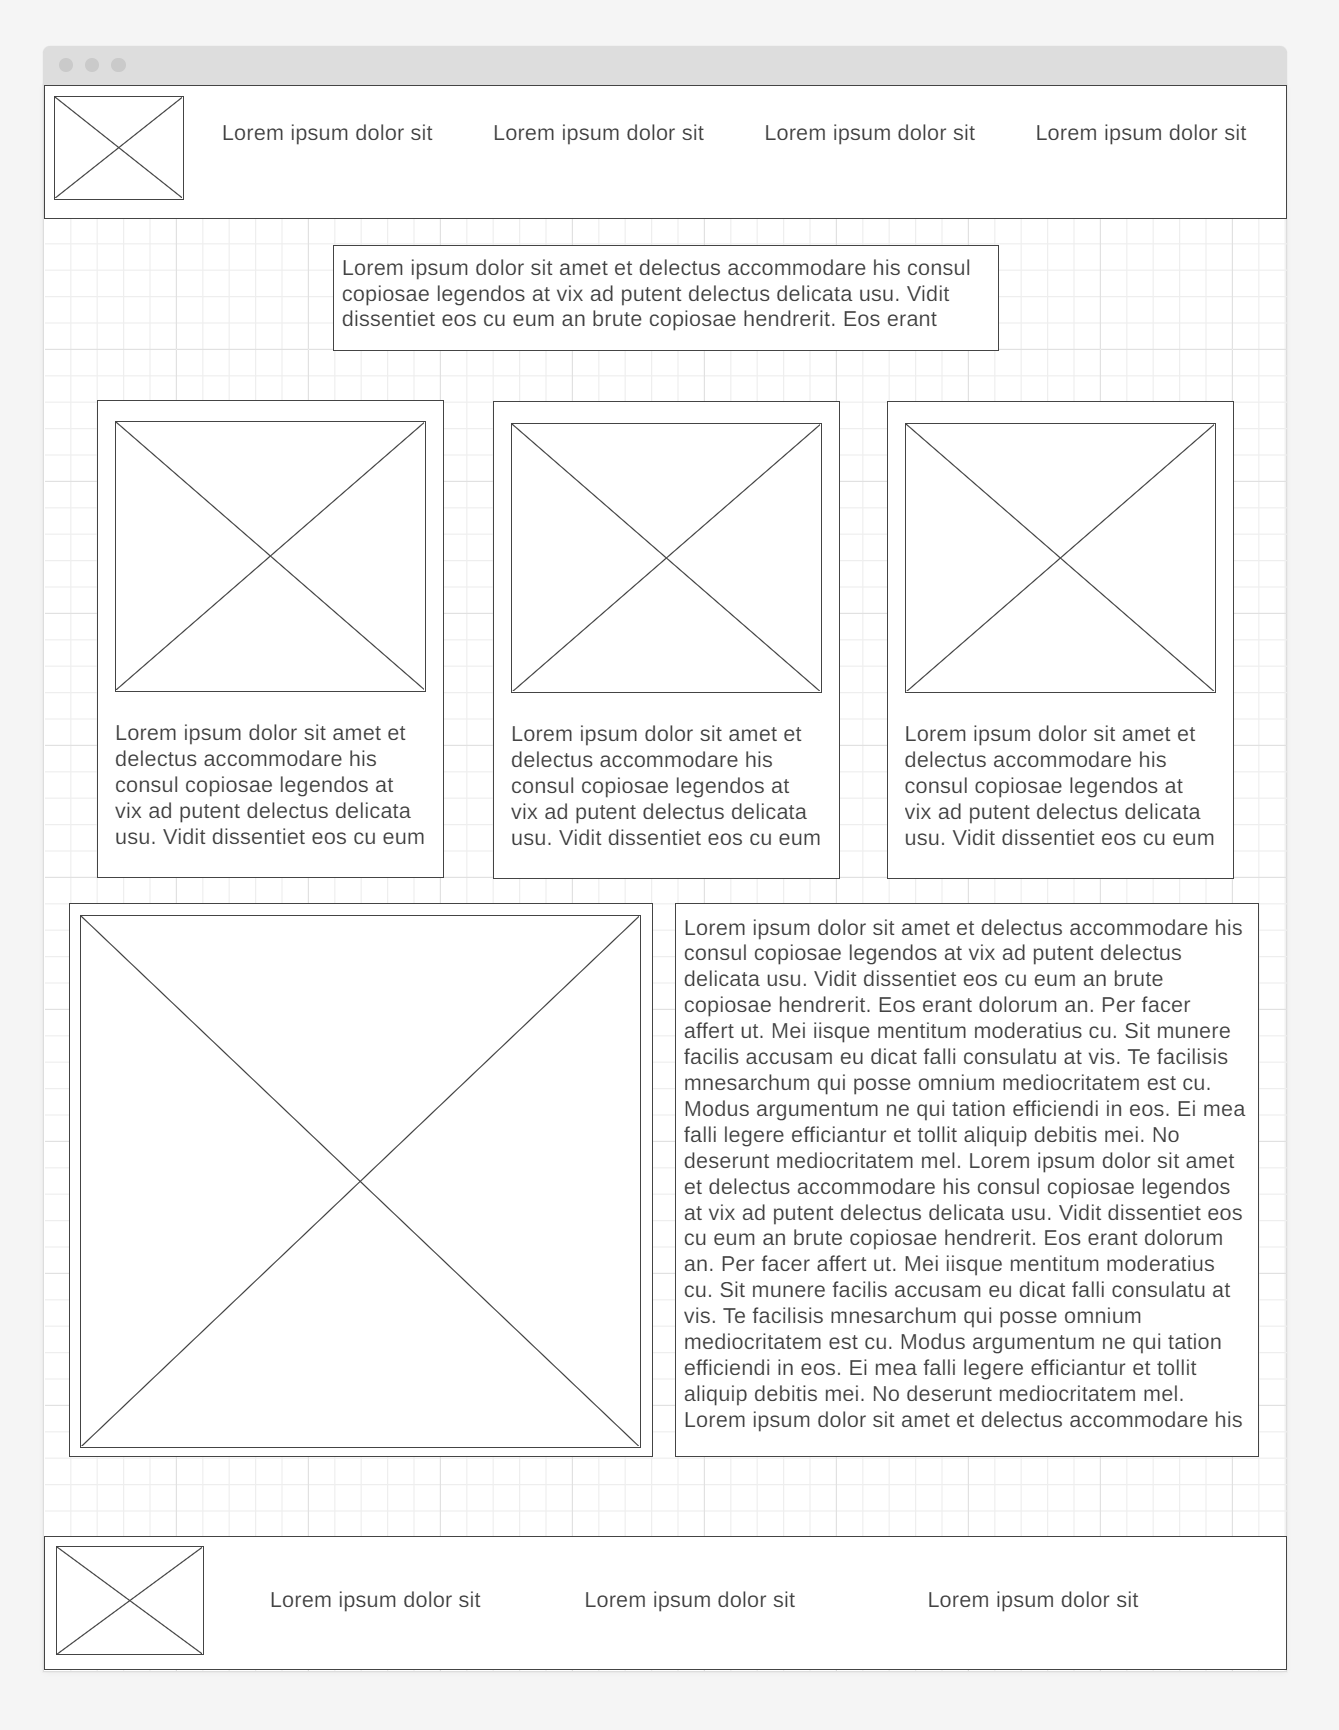 Lorem ipsum dolor sit
Lorem ipsum dolor sit
Lorem ipsum dolor sit
Lorem ipsum dolor sit
Lorem ipsum dolor sit amet et delectus accommodare his consul
copiosae legendos at vix ad putent delectus delicata usu. Vidit
dissentiet eos cu eum an brute copiosae hendrerit. Eos erant
Lorem ipsum dolor sit amet et
delectus accommodare his
consul copiosae legendos at
vix ad putent delectus delicata
usu. Vidit dissentiet eos cu eum
Lorem ipsum dolor sit amet et
delectus accommodare his
consul copiosae legendos at
vix ad putent delectus delicata
usu. Vidit dissentiet eos cu eum
Lorem ipsum dolor sit amet et
delectus accommodare his
consul copiosae legendos at
vix ad putent delectus delicata
usu. Vidit dissentiet eos cu eum
Lorem ipsum dolor sit amet et delectus accommodare his
consul copiosae legendos at vix ad putent delectus
delicata usu. Vidit dissentiet eos cu eum an brute
copiosae hendrerit. Eos erant dolorum an. Per facer
affert ut. Mei iisque mentitum moderatius cu. Sit munere
facilis accusam eu dicat falli consulatu at vis. Te facilisis
mnesarchum qui posse omnium mediocritatem est cu.
Modus argumentum ne qui tation efficiendi in eos. Ei mea
falli legere efficiantur et tollit aliquip debitis mei. No
deserunt mediocritatem mel. Lorem ipsum dolor sit amet
et delectus accommodare his consul copiosae legendos
at vix ad putent delectus delicata usu. Vidit dissentiet eos
cu eum an brute copiosae hendrerit. Eos erant dolorum
an. Per facer affert ut. Mei iisque mentitum moderatius
cu. Sit munere facilis accusam eu dicat falli consulatu at
vis. Te facilisis mnesarchum qui posse omnium
mediocritatem est cu. Modus argumentum ne qui tation
efficiendi in eos. Ei mea falli legere efficiantur et tollit
aliquip debitis mei. No deserunt mediocritatem mel.
Lorem ipsum dolor sit amet et delectus accommodare his
Lorem ipsum dolor sit
Lorem ipsum dolor sit
Lorem ipsum dolor sit